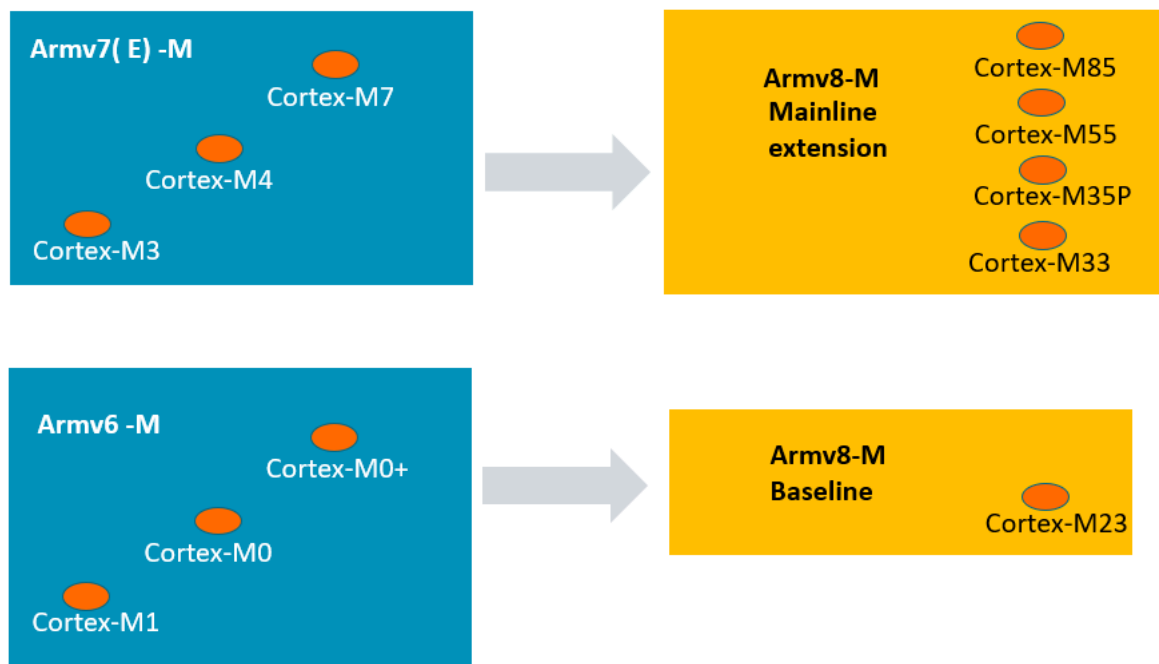 Armv7( E) -M
Cortex-M7
Cortex-M4
Cortex-M3
Armv8-M
Mainline
extension
Cortex-M85
Cortex-M55
Cortex-M35P
Cortex-M33
Armv6 -M
Cortex-M0+
Cortex-M0
Cortex-M1
Armv8-M
Baseline
Cortex-M23